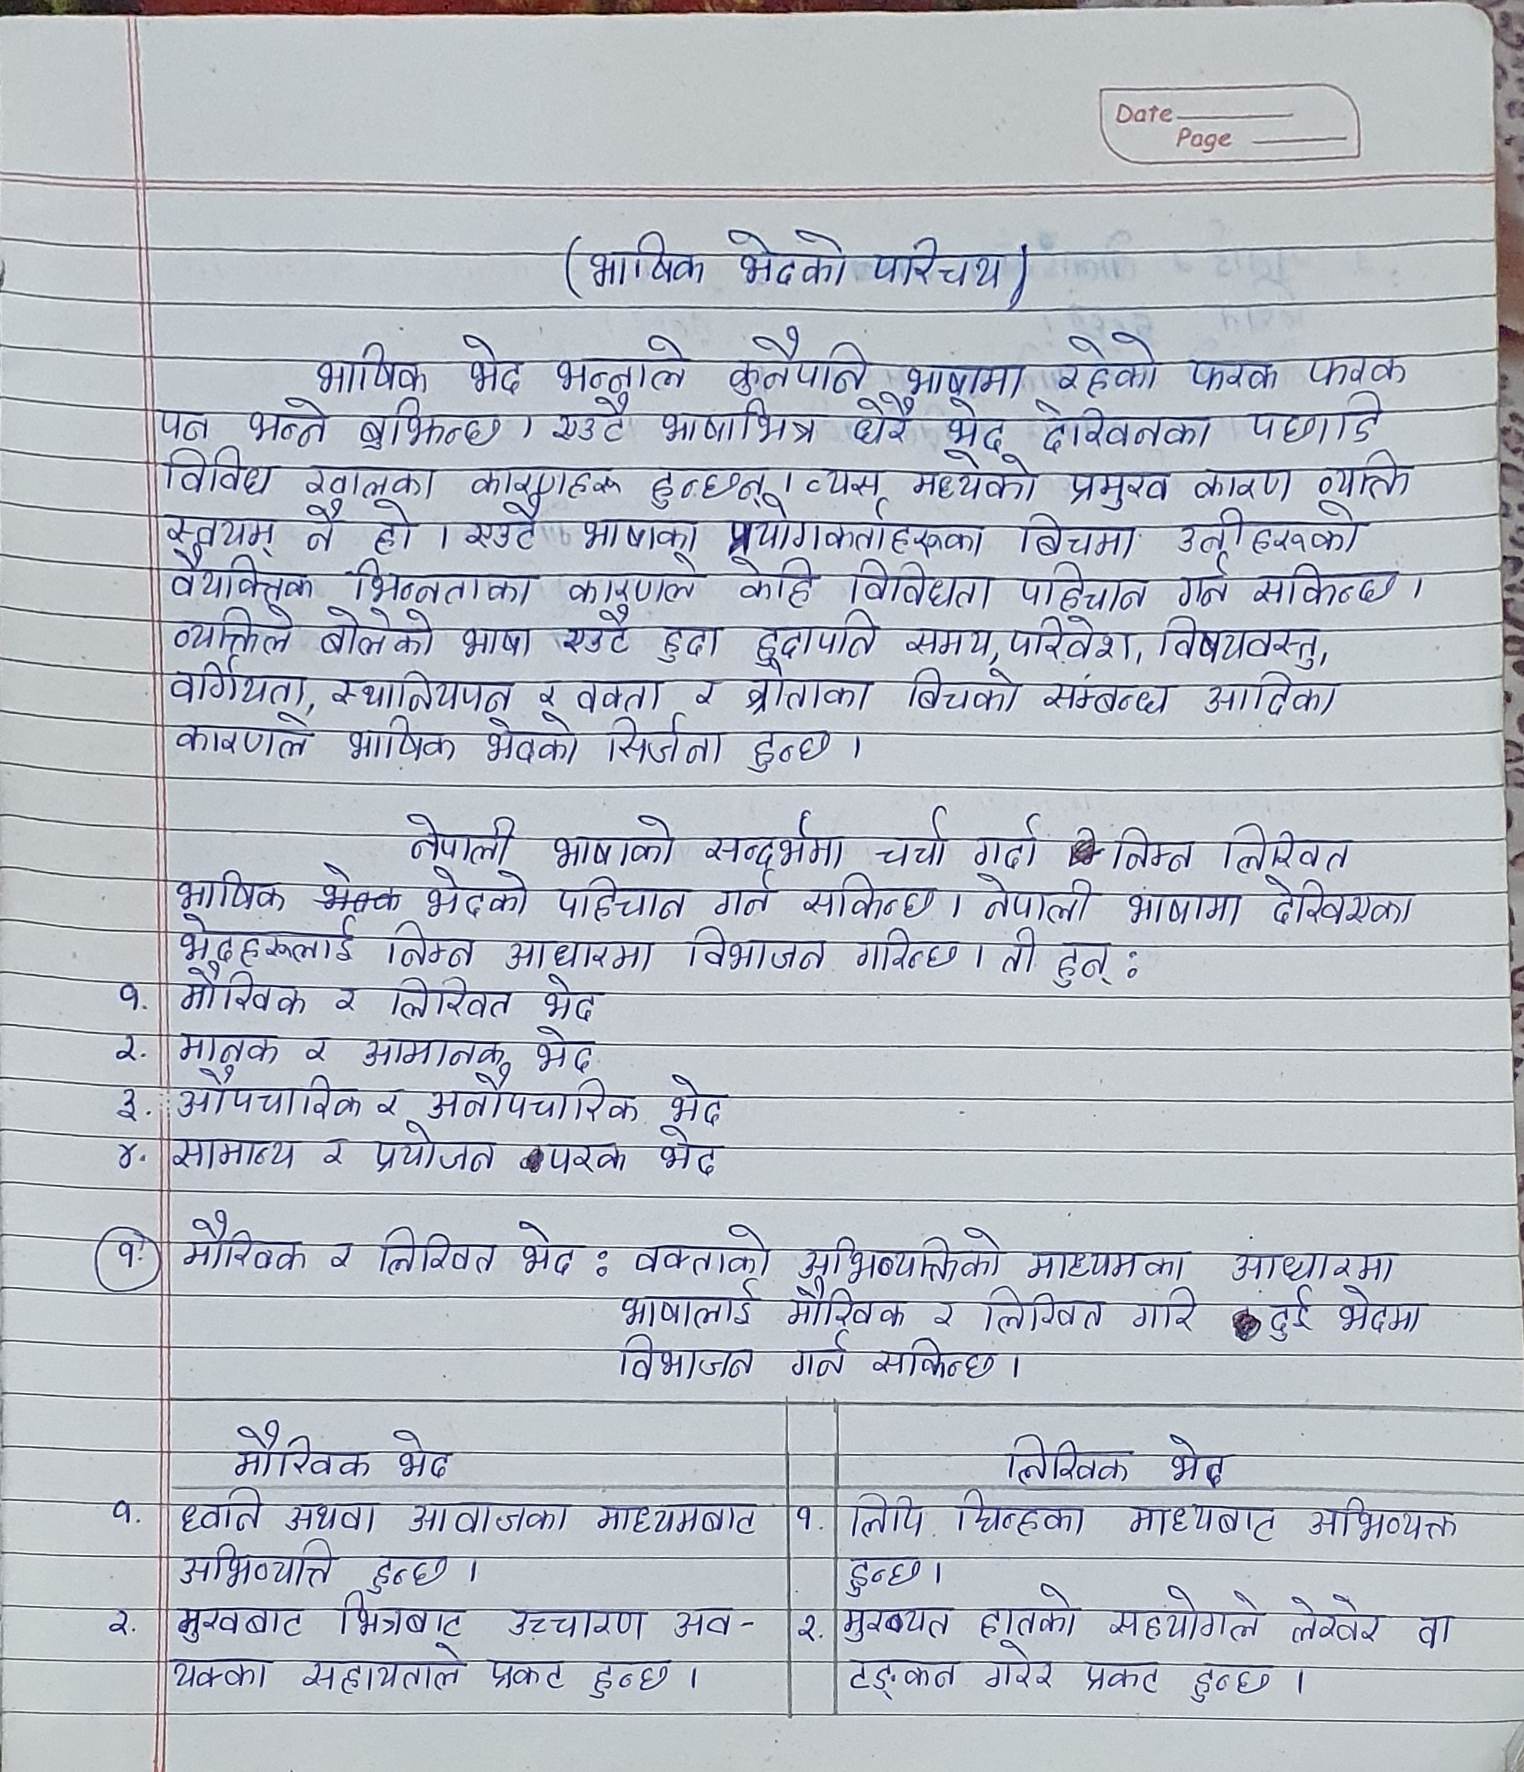 Date
Page
(भाषिक भेदको परिचय)
भाषिक भेद भन्नाले कुनैपनि भाषामा रहेको फरक फरक
पन भन्ने बुझिन्छ। एउटै भाषाभित्र धेरै भेद देखिनका पछाडि
विविध खालका कारणहरू हुन्छन्। त्यस मध्येको प्रमुख कारण व्यक्ति
स्वयम् नै हो। एउटै भाषाका प्रयोगकर्ताहरूका बिचमा उनीहरुको
वैयक्तिक भिन्नताका कारणले केहि विविधता पहिचान गर्न सकिन्छ।
व्यक्तिले बोलेको भाषा एउटै हुदा हुदापनि समय, परिवेश, विषयवस्तु,
वर्गियता, स्थानियपन र वक्ता र श्रोताका बिचको संम्बन्ध आदिका
कारणले भाषिक भेदको सिर्जना हुन्छ।
नेपाली भाषाको सन्दर्भमा चर्चा गर्दा निम्न लिखित
भाषिक भेदको पहिचान गर्न सकिन्छ। नेपाली भाषामा देखिएका
भेदहरूलाई निम्न आधारमा विभाजन गरिन्छ। ती हुन्:
१. मौखिक र लिखित भेद
२. मानक र आमानक भेद
३. औपचारिक र अनौपचारिक भेद
४. सामान्य र प्रयोजन परक भेद
१. मौखिक र लिखित भेद : वक्ताको अभिव्यक्तिको माध्यमका आधारमा
भाषालाई मौखिक र लिखित गरि दुई भेदमा
विभाजन गर्न सकिन्छ।
मौखिक भेद
लिखिक भेद
१. ध्वनि अथवा आवाजका माध्यमबाट
अभिव्यत्ति हुन्छ।
१. लिपि चिन्हका माध्यबाट अभिव्यक्त
हुन्छ।
२. मुखबाट भित्रबाट उच्चारण अव-
यक्का सहायताले प्रकट हुन्छ।
२. मुख्यत हातको सहयोगले लेखेर वा
टङ्कन गरेर प्रकट हुन्छ।